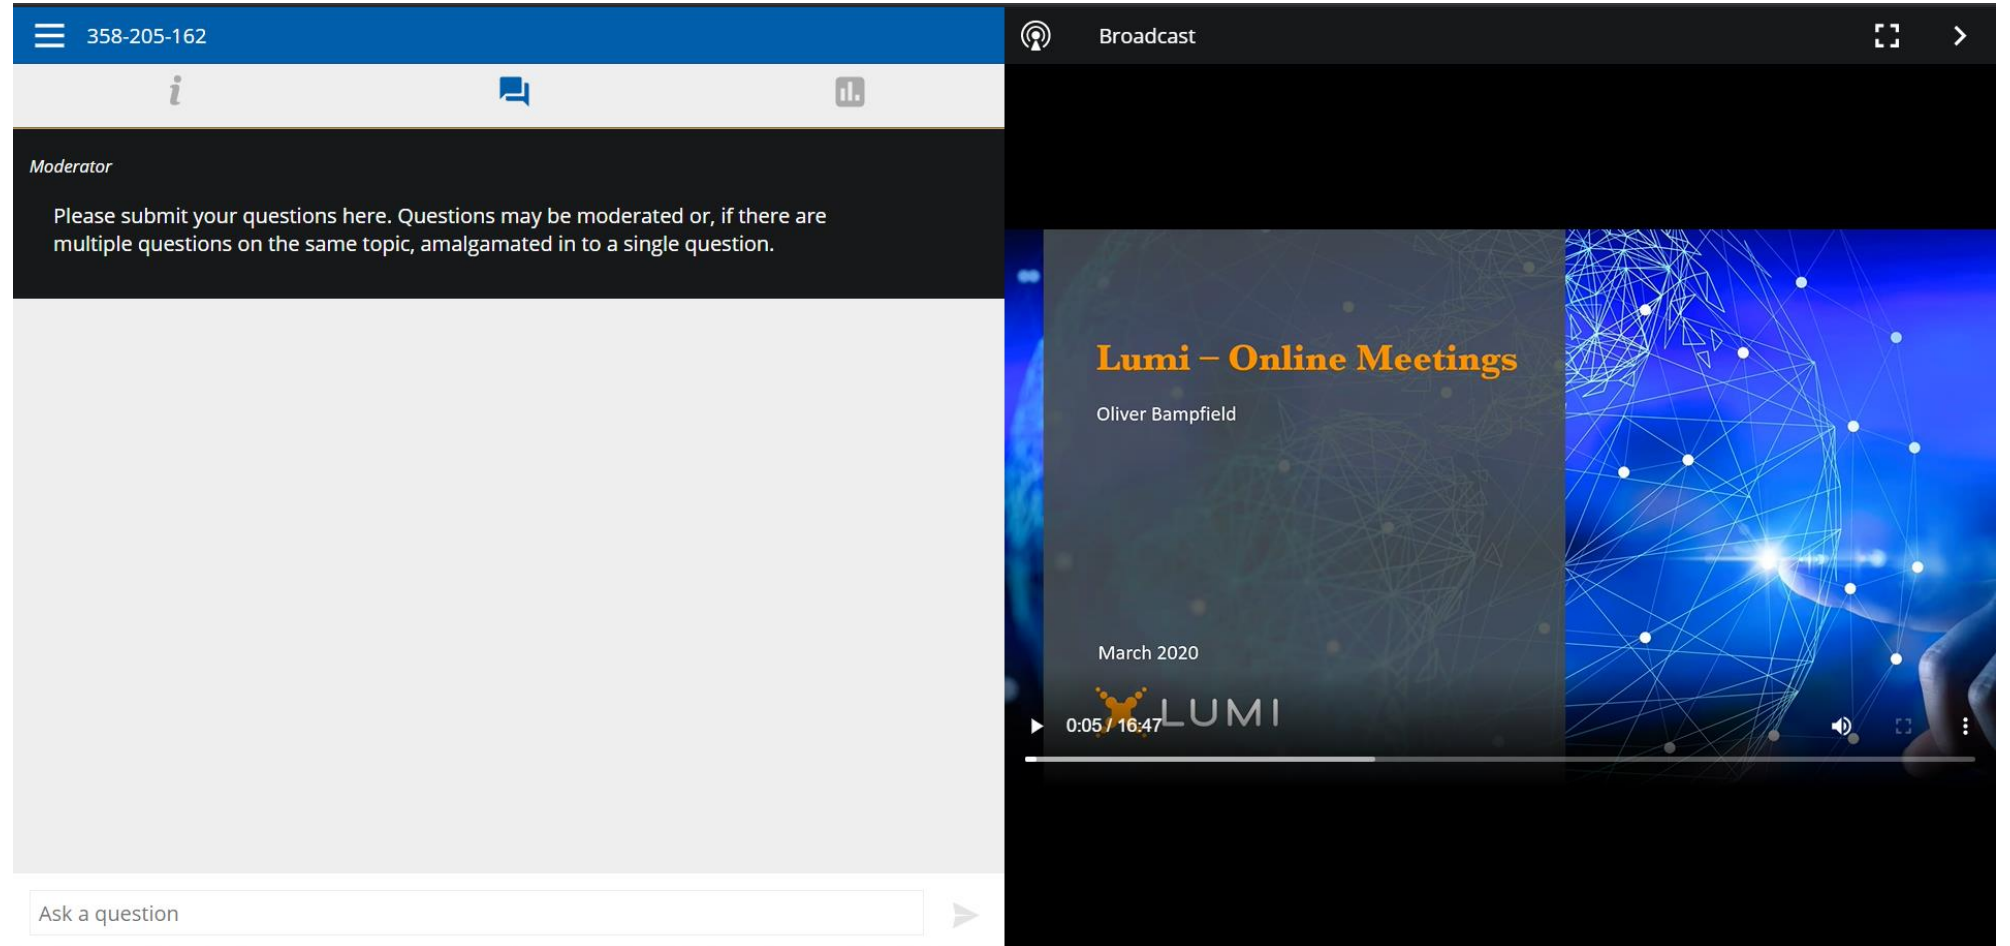 358-205-162
Moderator
Please submit your questions here. Questions may be moderated or, if there are
multiple questions on the same topic, amalgamated in to a single question.
Ask a question
Broadcast
Lumi – Online Meetings
Oliver Bampfield
March 2020
LUMI
0:05 / 16:47